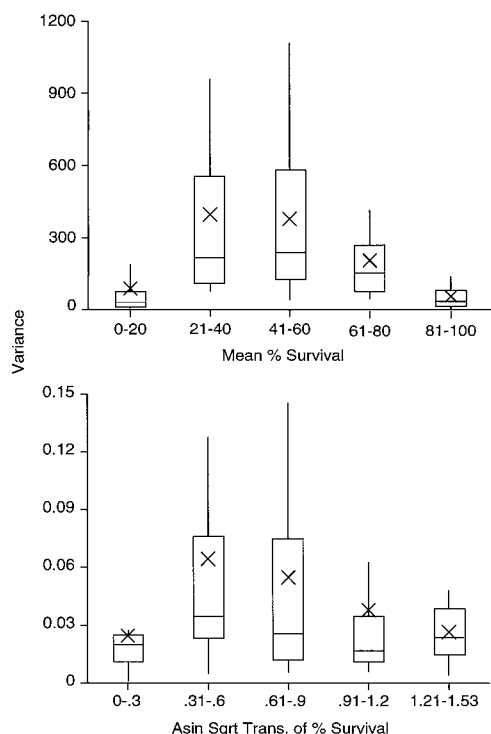 1200
900
600
300
0
0-20 21-40 41-60 61-80 81-100
Mean % Survival
Variance
0.15
0.12
0.09
0.06
0.03
0
0-.3 .31-.6 .61-.9 .91-1.2 1.21-1.53
Asin Sqrt Trans. of % Survival